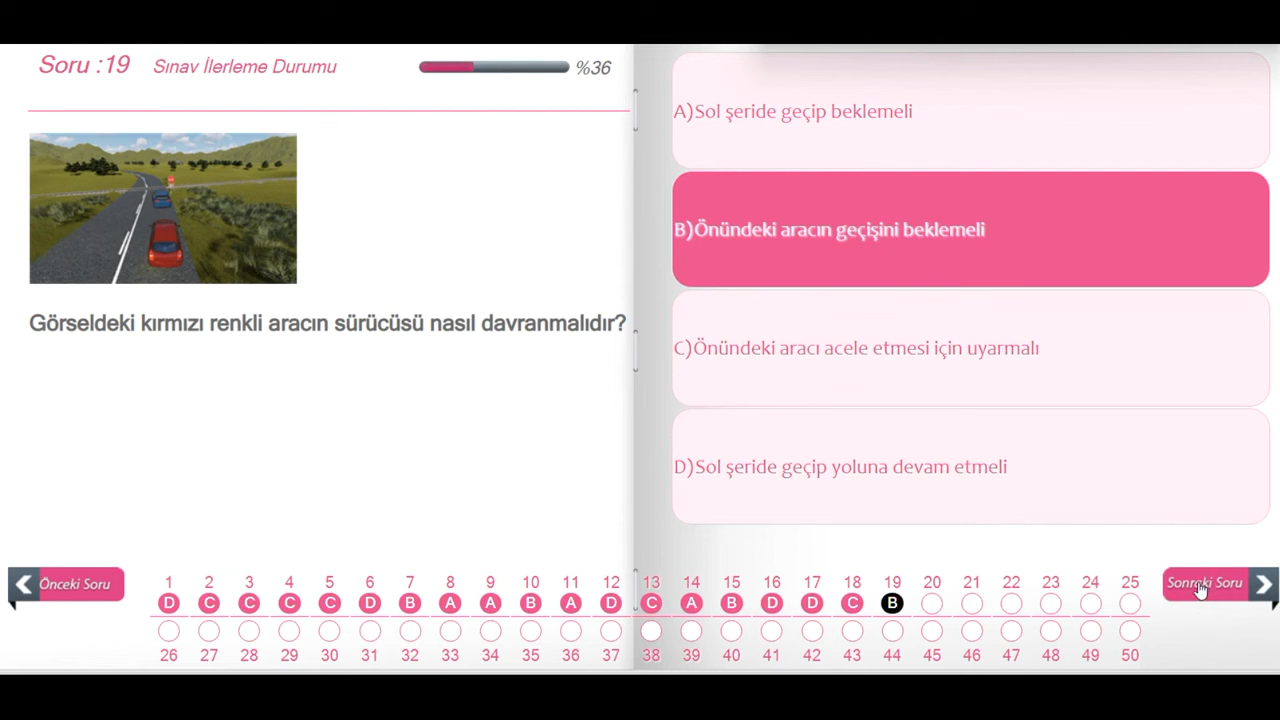 Soru :19 Sınav İlerleme Durumu %36
Görseldeki kırmızı renkli aracın sürücüsü nasıl davranmalıdır?
A)Sol şeride geçip beklemeli
B)Önündeki aracın geçişini beklemeli
C)Önündeki aracı acele etmesi için uyarmalı
D)Sol şeride geçip yoluna devam etmeli
Önceki Soru
1 2 3 4 5 6 7 8 9 10 11 12 13 14 15 16 17 18 19 20 21 22 23 24 25
D C C C C D B A A B A D C A B D D C B
26 27 28 29 30 31 32 33 34 35 36 37 38 39 40 41 42 43 44 45 46 47 48 49 50
Sonraki Soru